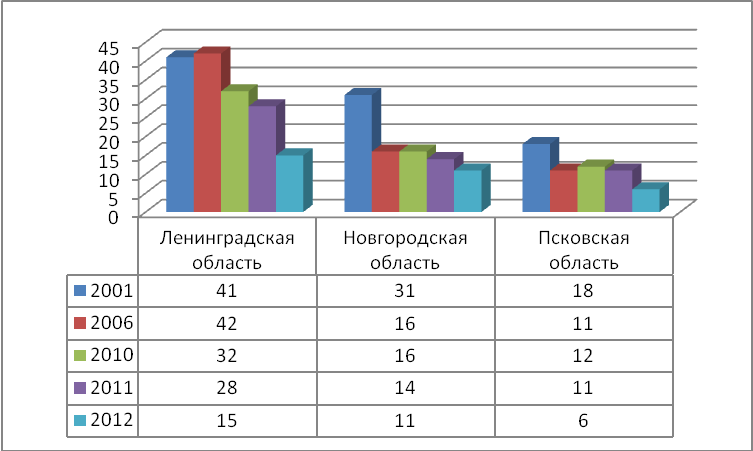 45
40
35
30
25
20
15
10
5
0
Ленинградская область
Новгородская область
Псковская область
2001 41 31 18
2006 42 16 11
2010 32 16 12
2011 28 14 11
2012 15 11 6